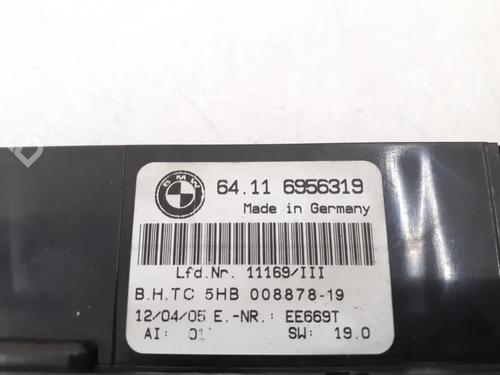 BMW
64.11 6956319
Made in Germany
Lfd.Nr. 11169/III
B.H.TC 5HB 008878-19
12/04/05 E.-NR.: EE669T
AI: 01 SW: 19.0